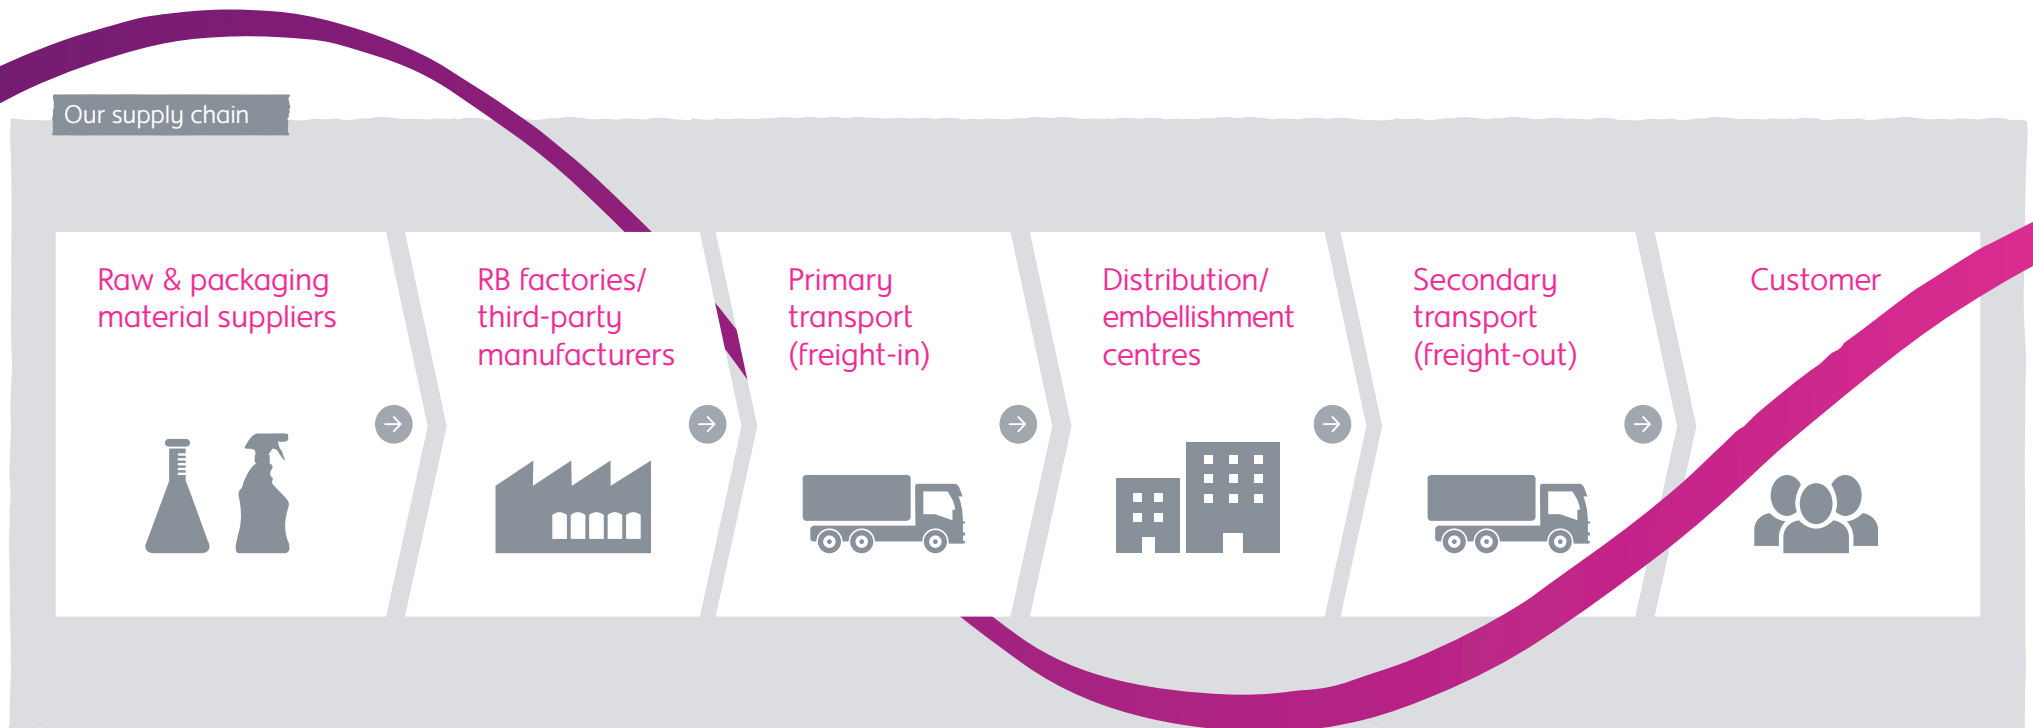 Our supply chain
Raw & packaging
material suppliers
RB factories/
third-party
manufacturers
Primary
transport
(freight-in)
Distribution/
embellishment
centres
Secondary
transport
(freight-out)
Customer